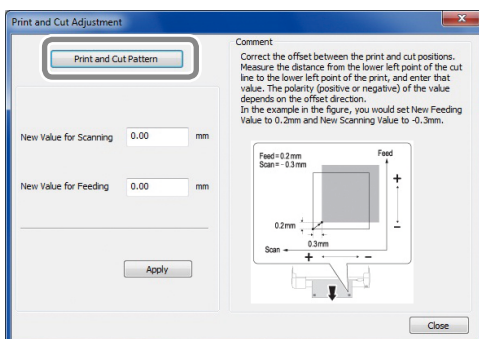 Print and Cut Adjustment
Print and Cut Pattern
New Value for Scanning 0.00 mm
New Value for Feeding 0.00 mm
Apply
Comment
Correct the offset between the print and cut positions.
Measure the distance from the lower left point of the cut
line to the lower left point of the print, and enter that
value. The polarity (positive or negative) of the value
depends on the offset direction.
In the example in the figure, you would set New Feeding
Value to 0.2mm and New Scanning Value to -0.3mm.
Feed=0.2mm
Scan=-0.3mm
Feed
+
-
0.2mm
0.3mm
Scan
+ -
Close